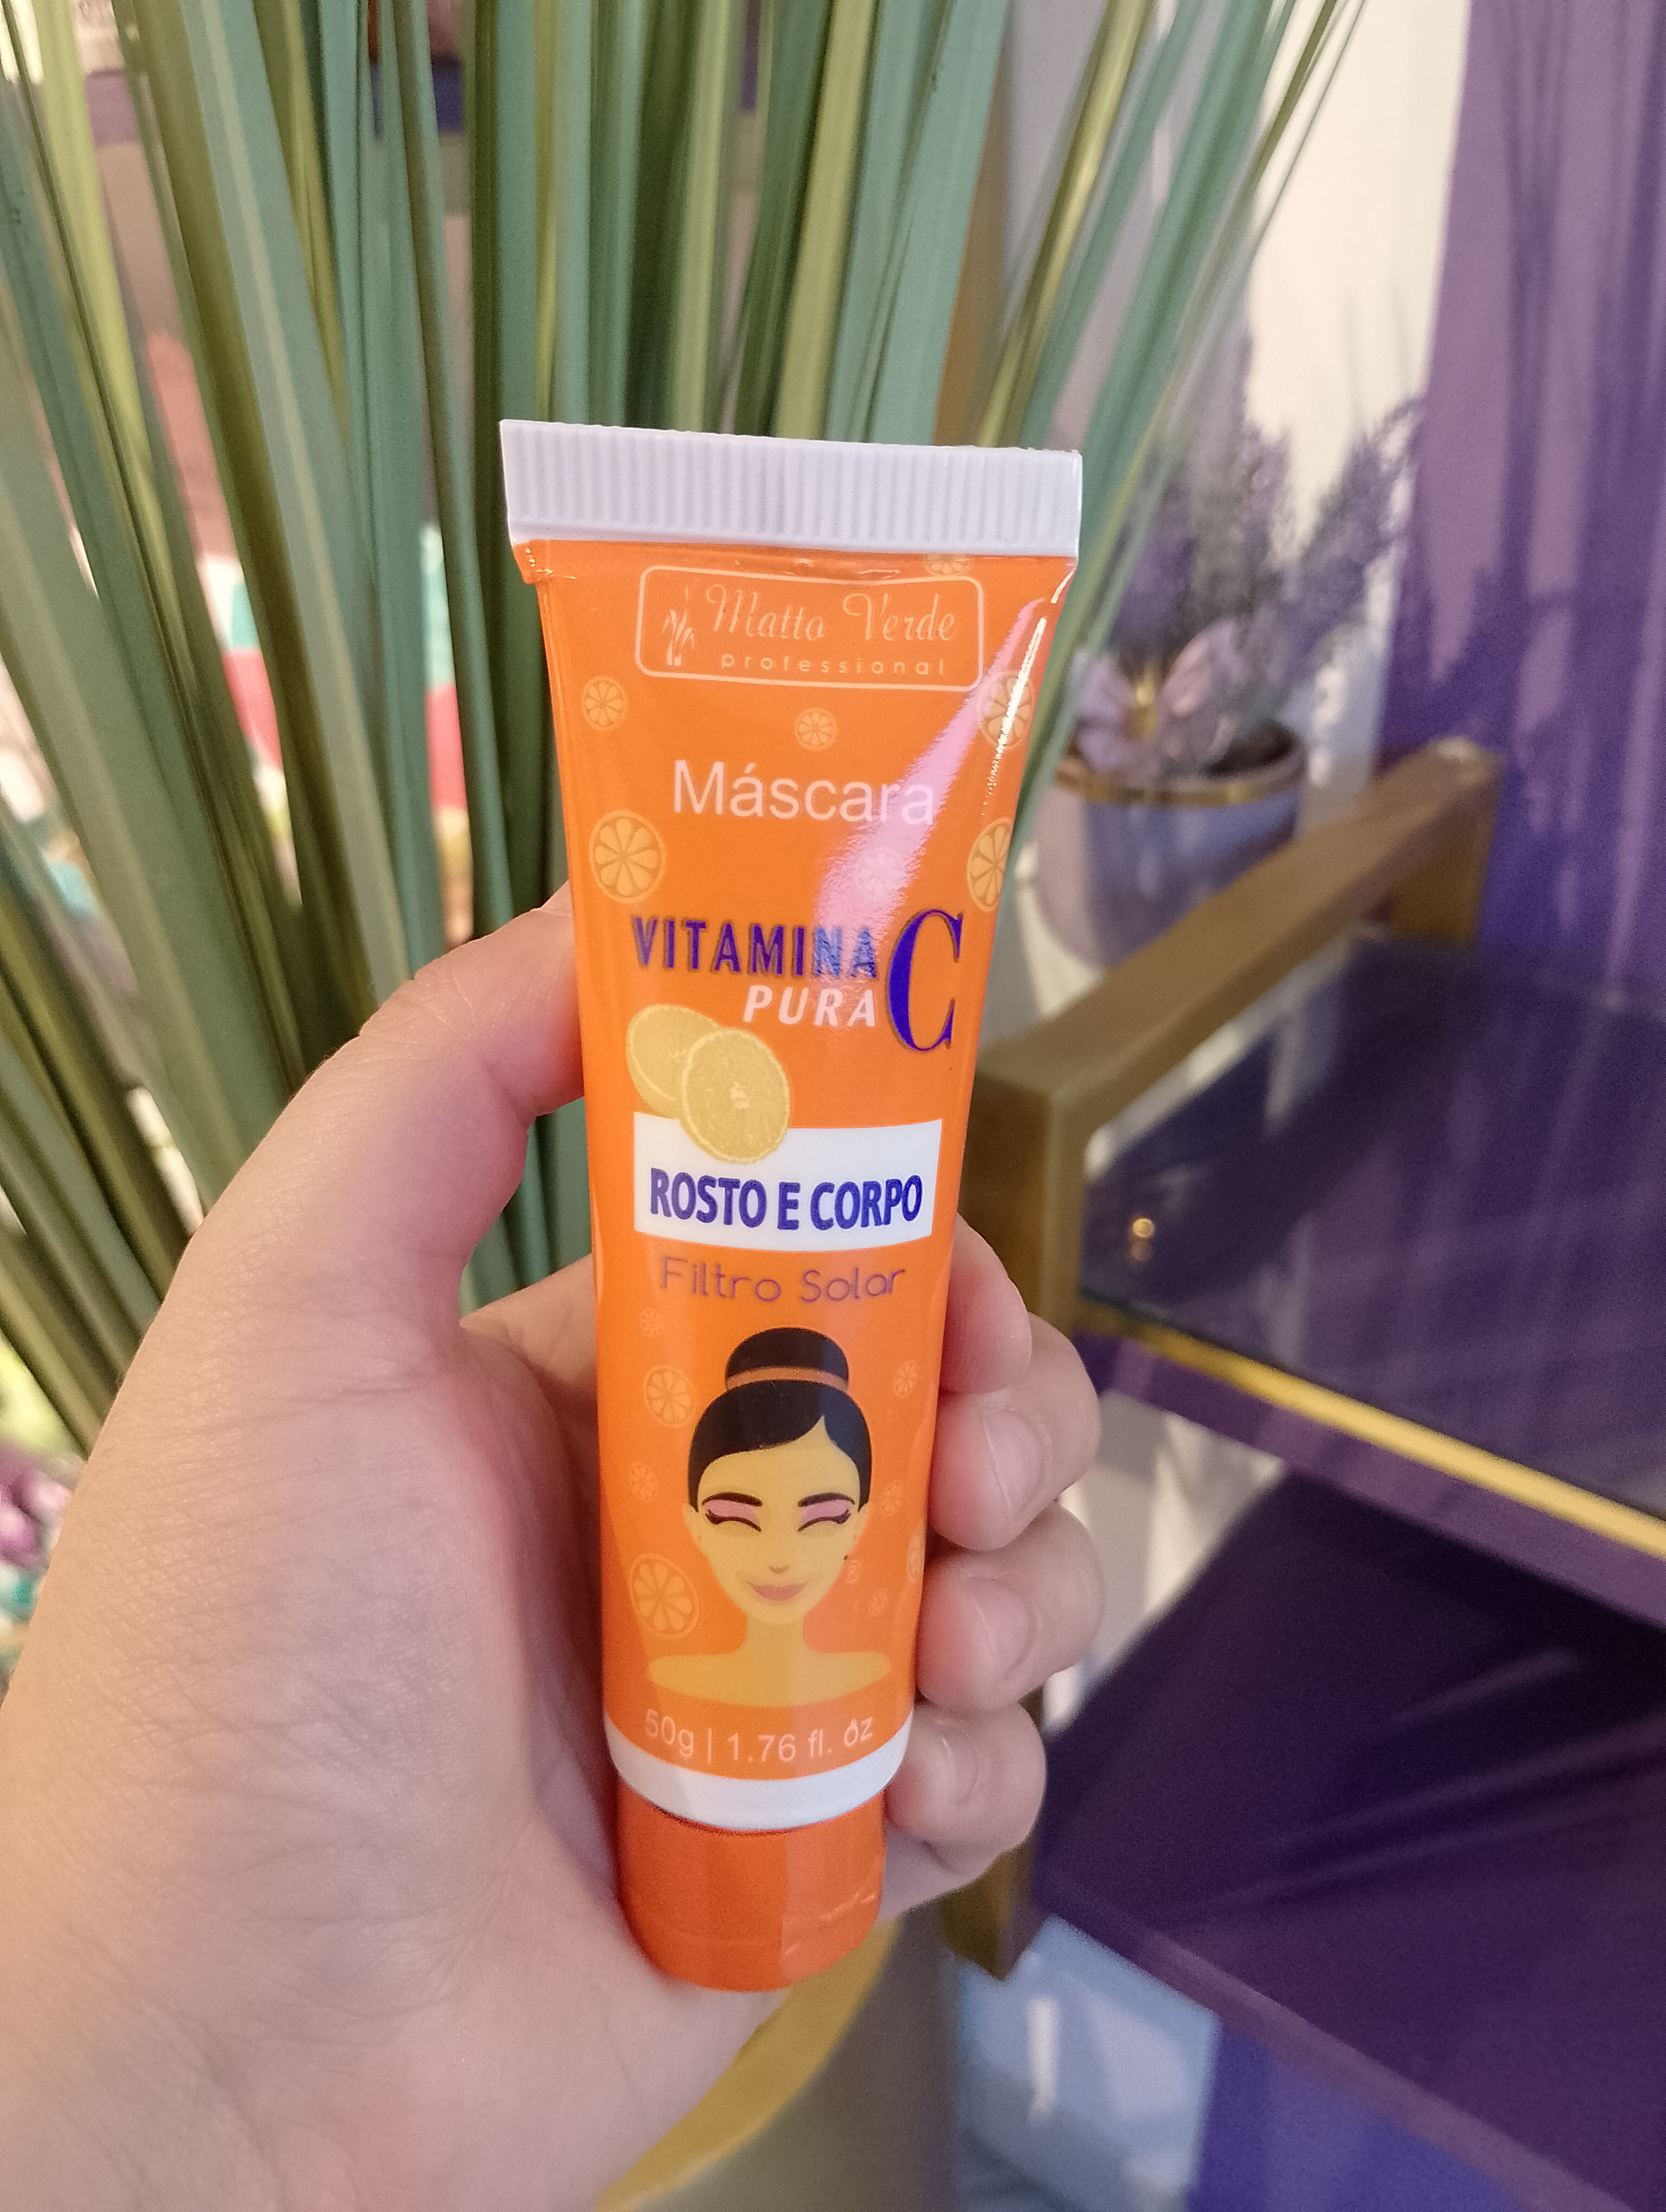 Matto Verde
professional
Máscara
VITAMINA C
PURA
ROSTO E CORPO
Filtro Solar
50g | 1.76 fl. oz